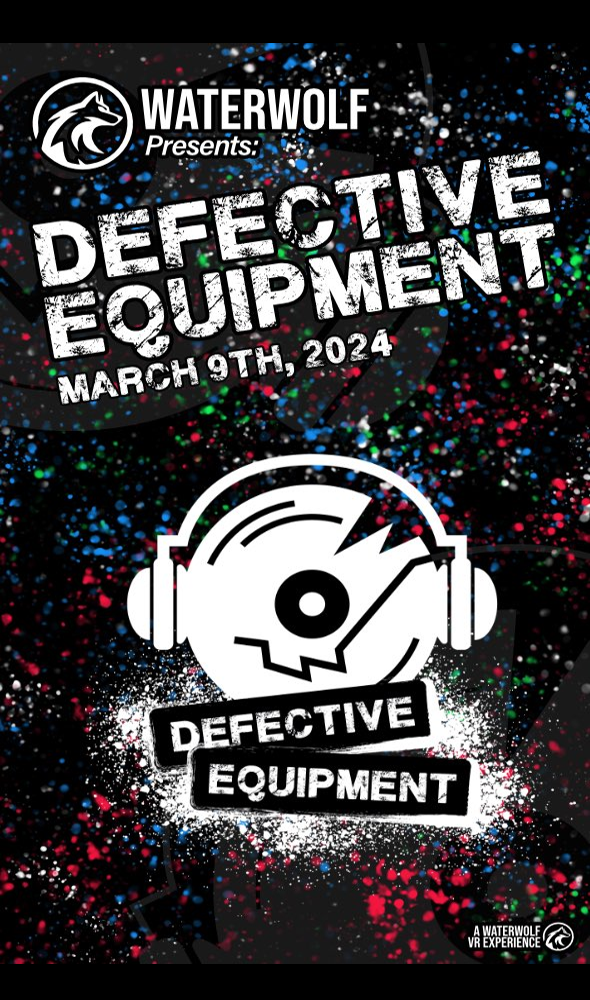 WATERWOLF
Presents:
DEFECTIVE
EQUIPMENT
MARCH 9TH, 2024
DEFECTIVE
EQUIPMENT
A WATERWOLF
VR EXPERIENCE